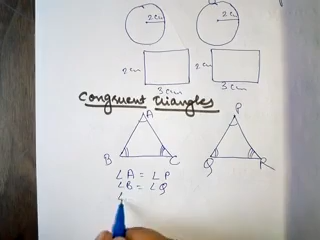 2cm 2cm
2cm 2cm
3cm 3cm
Congruent Triangles
A P
B C Q R
∠A = ∠P
∠B = ∠Q
∠